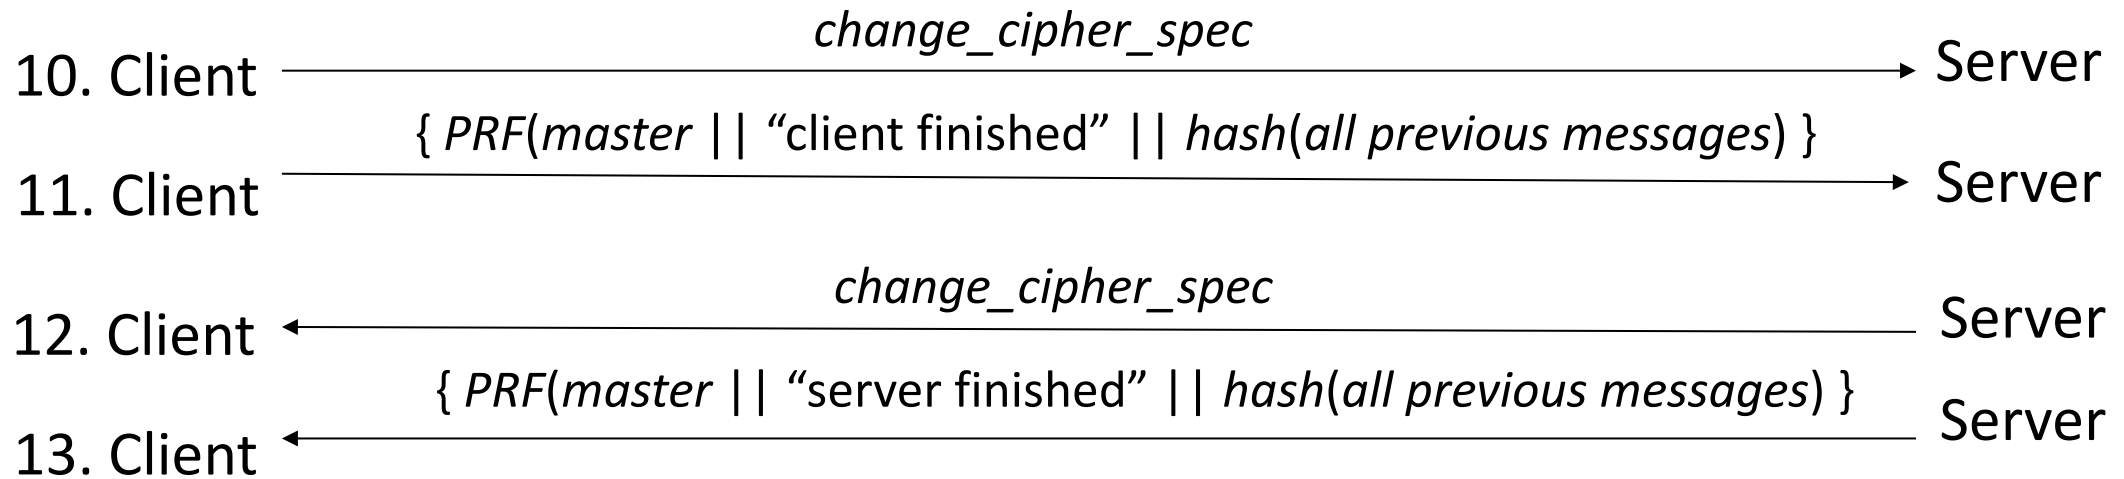 change_cipher_spec
10. Client Server
{ PRF(master || “client finished” || hash(all previous messages) }
11. Client Server
change_cipher_spec
12. Client Server
{ PRF(master || “server finished” || hash(all previous messages) }
13. Client Server